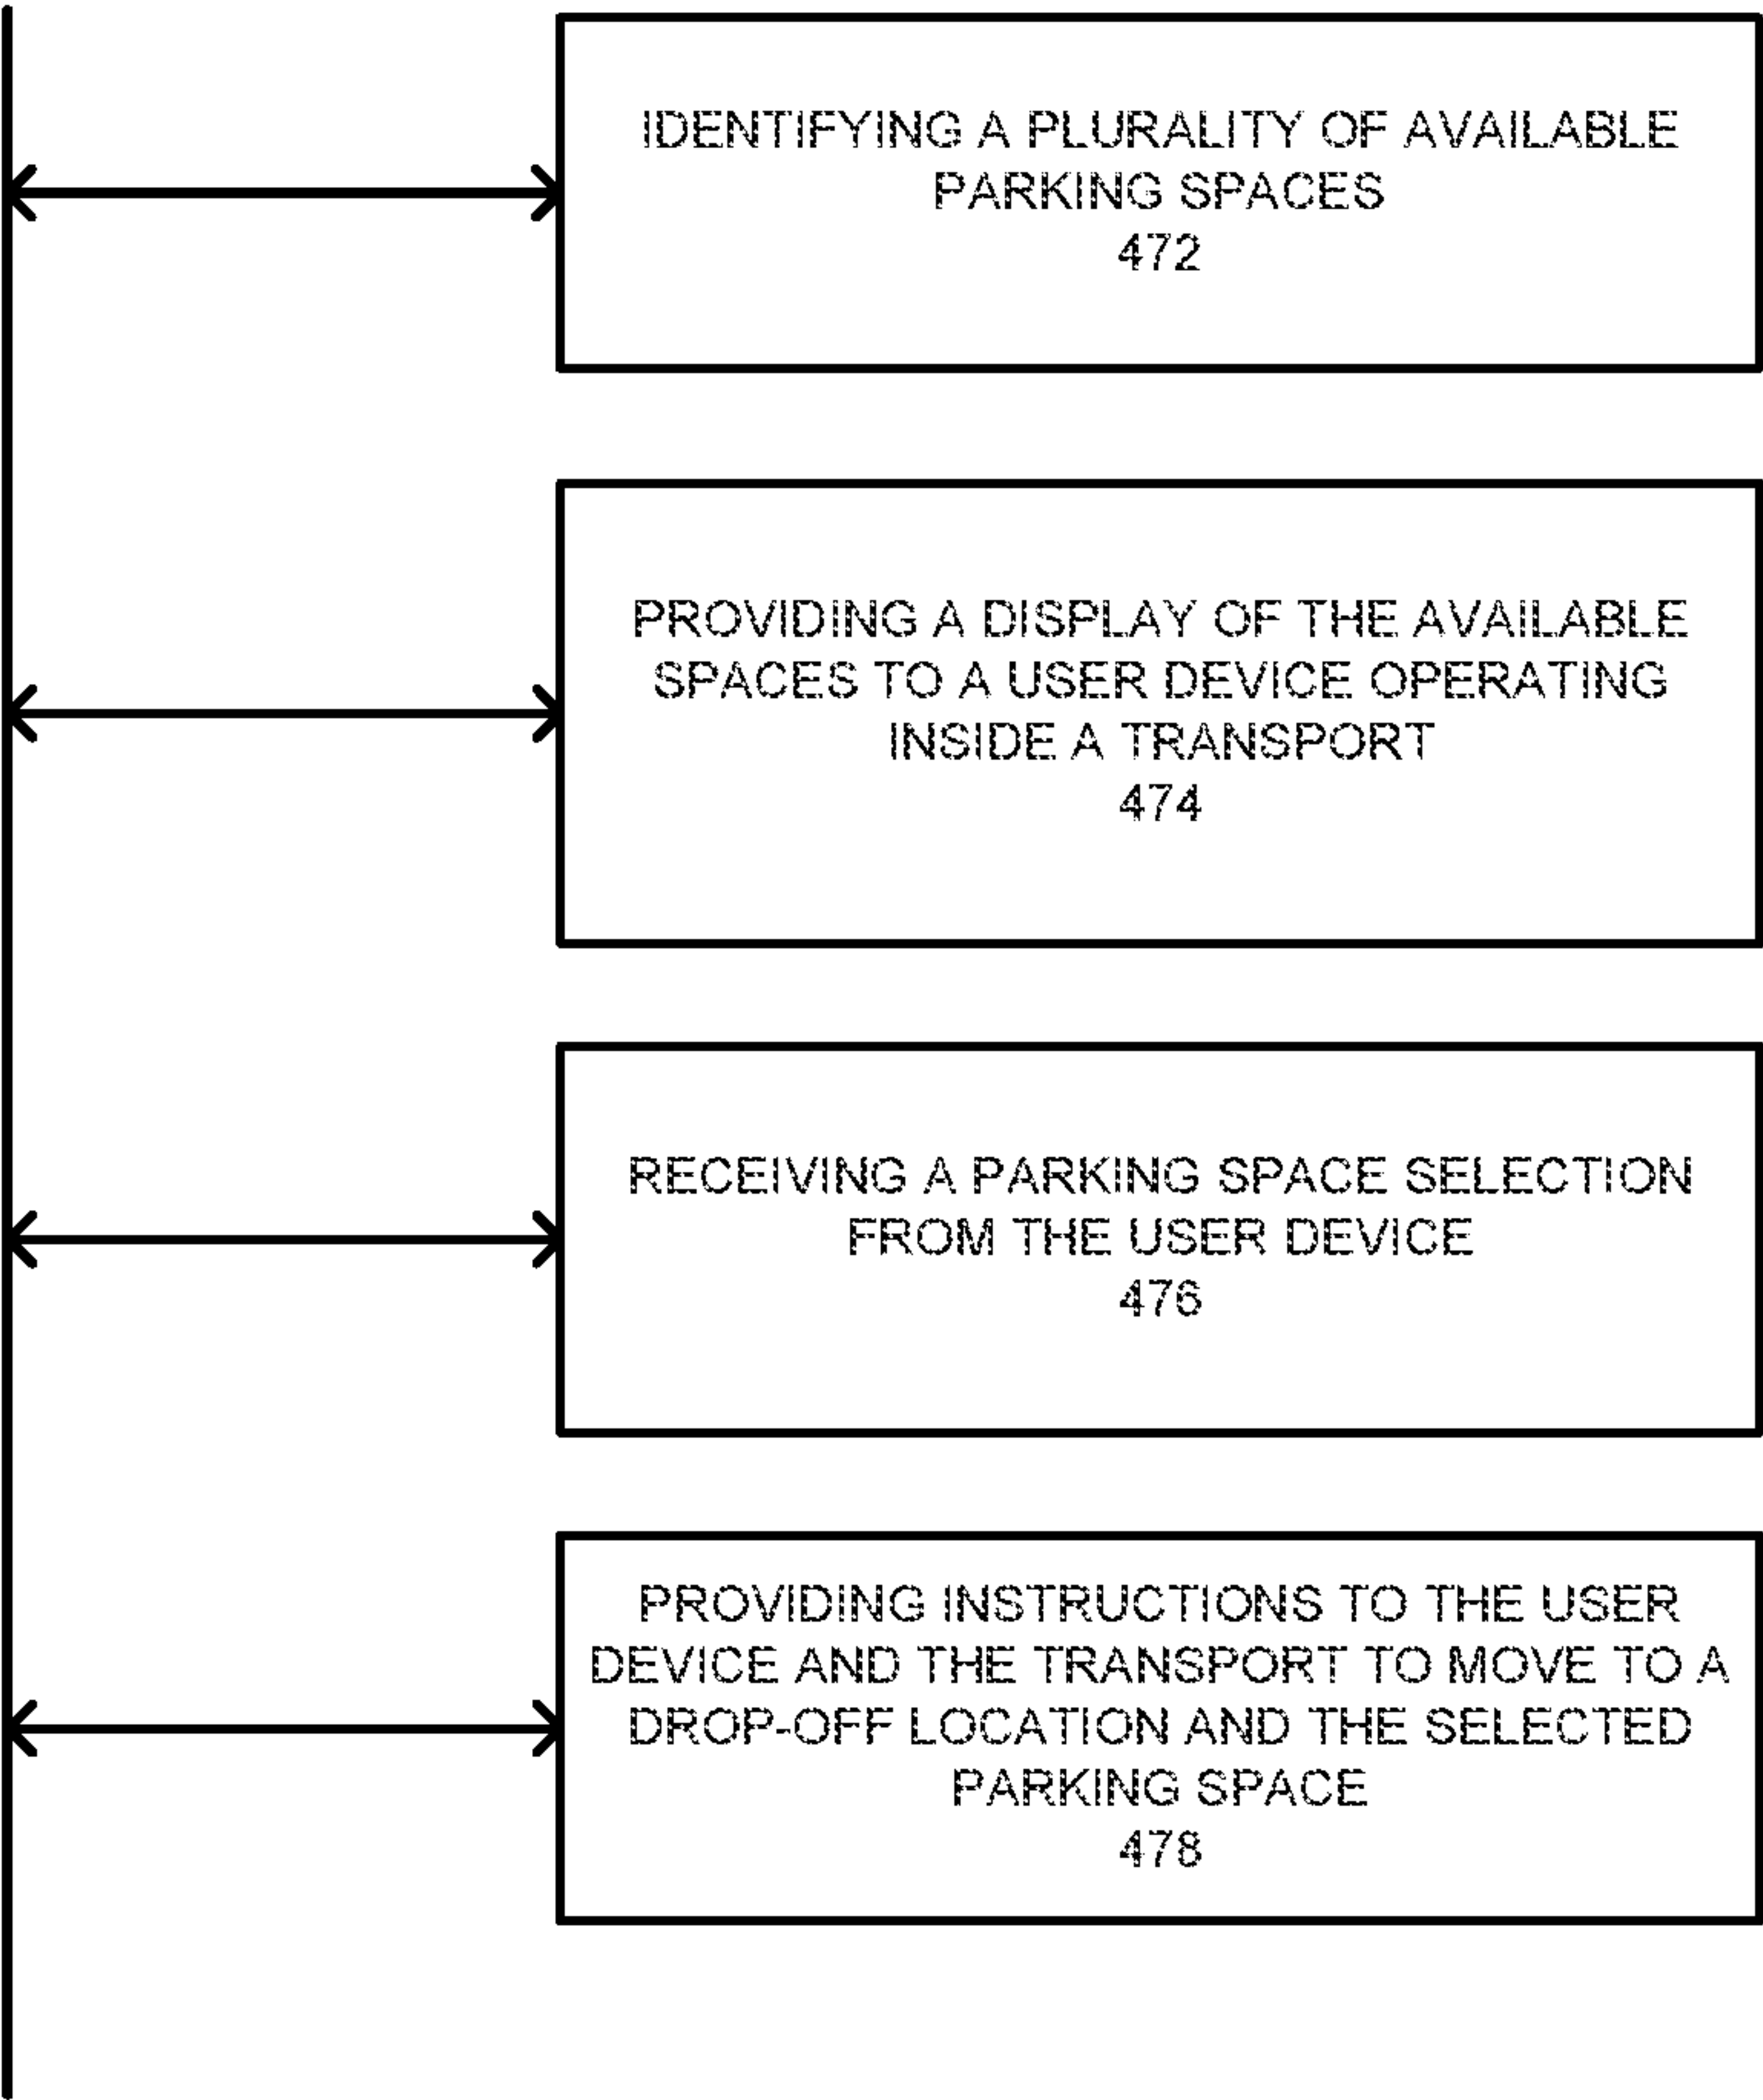 IDENTIFYING A PLURALITY OF AVAILABLE
PARKING SPACES
472
PROVIDING A DISPLAY OF THE AVAILABLE
SPACES TO A USER DEVICE OPERATING
INSIDE A TRANSPORT
474
RECEIVING A PARKING SPACE SELECTION
FROM THE USER DEVICE
476
PROVIDING INSTRUCTIONS TO THE USER
DEVICE AND THE TRANSPORT TO MOVE TO A
DROP-OFF LOCATION AND THE SELECTED
PARKING SPACE
478